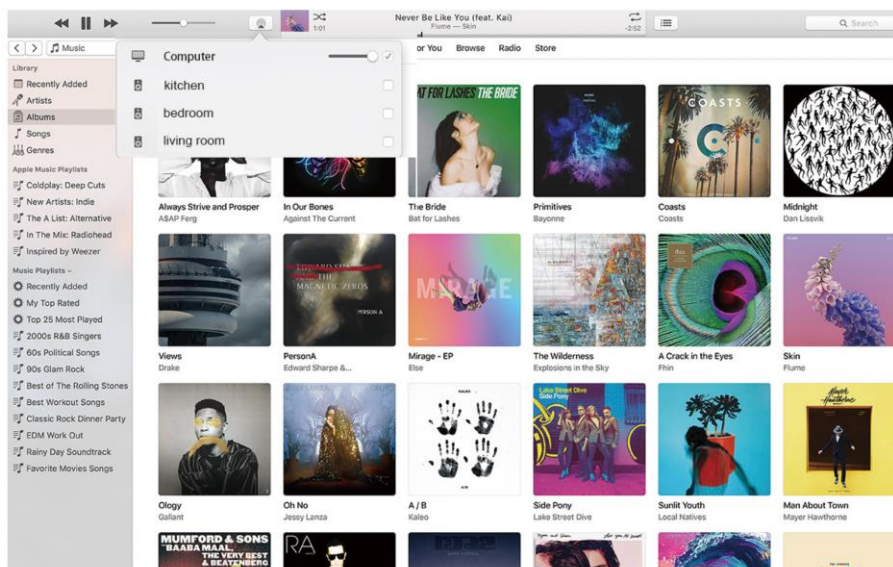 Never Be Like You (feat. Kai)
Flume — Skin
1:01
-2:52
Search
Music
or You Browse Radio Store
Computer
kitchen
bedroom
living room
Library
Recently Added
Artists
Albums
Songs
Genres
Apple Music Playlists
Coldplay: Deep Cuts
New Artists: Indie
The A List: Alternative
In The Mix: Radiohead
Inspired by Weezer
Music Playlists
Recently Added
My Top Rated
Top 25 Most Played
2000s R&B Singers
60s Political Songs
90s Glam Rock
Best of The Rolling Stones
Best Workout Songs
Classic Rock Dinner Party
EDM Work Out
Rainy Day Soundtrack
Favorite Movies Songs
AT FOR LASHES THE BRIDE
COASTS
C
Always Strive and Prosper
A$AP Ferg
In Our Bones
Against The Current
The Bride
Bat for Lashes
Primitives
Bayonne
Coasts
Coasts
Midnight
Dan Lissvik
AND THE
MAGNETIC ZEROS
PERSON A
MIRAGE
Views
Drake
PersonA
Edward Sharpe &...
Mirage - EP
Else
The Wilderness
Explosions in the Sky
A Crack in the Eyes
Fhin
Skin
Flume
KALEO
A/B
Lake Street Dive
Side Pony
Mayer
Hawthorne
Ology
Gallant
Oh No
Jessy Lanza
A / B
Kaleo
Side Pony
Lake Street Dive
Sunlit Youth
Local Natives
Man About Town
Mayer Hawthorne
MUMFORD & SONS
"BAABA MAAL,
THE VERY BEST
& BEATENBERG
RA